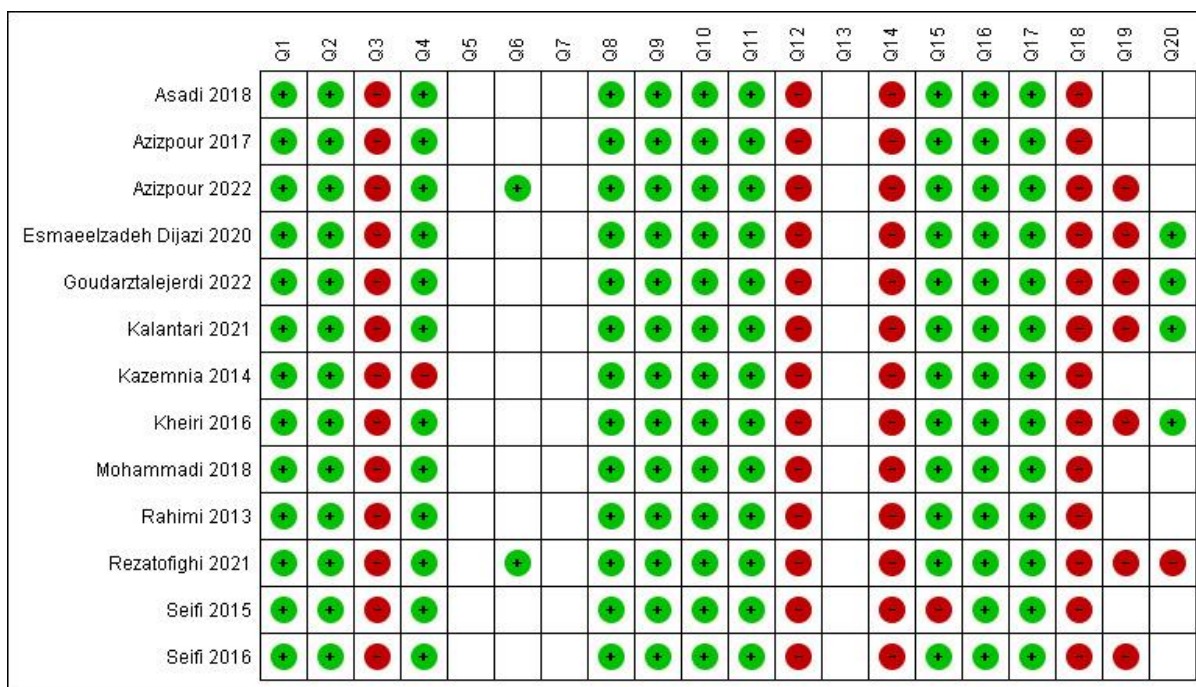 Q1 Q2 Q3 Q4 Q5 Q6 Q7 Q8 Q9 Q10 Q11 Q12 Q13 Q14 Q15 Q16 Q17 Q18 Q19 Q20
Asadi 2018 + + - + + + + + - - + + + -
Azizpour 2017 + + - + + + + + - - + + + -
Azizpour 2022 + + - + + + + + + - - + + + - -
Esmaeelzadeh Dijazi 2020 + + - + + + + + - - + + + - - +
Goudarztalejerdi 2022 + + - + + + + + - - + + + - - +
Kalantari 2021 + + - + + + + + - - + + + - - +
Kazemnia 2014 + + - - + + + + - - + + + -
Kheiri 2016 + + - + + + + + - - + + + - - +
Mohammadi 2018 + + - + + + + + - - + + + -
Rahimi 2013 + + - + + + + + - - + + + -
Rezatofighi 2021 + + - + + + + + + - - + + + - - -
Seifi 2015 + + - + + + + + - - - + + -
Seifi 2016 + + - + + + + + - - + + + - -